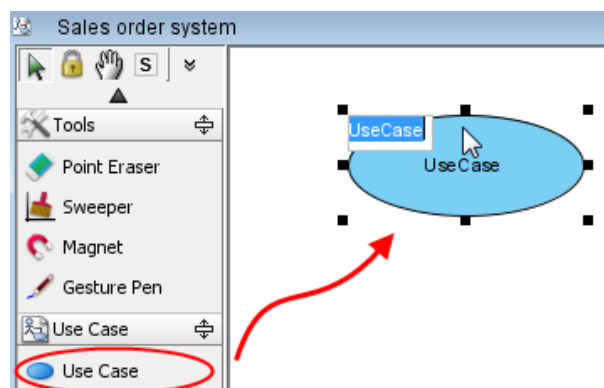 Sales order system
S
Tools
Point Eraser
Sweeper
Magnet
Gesture Pen
Use Case
Use Case
UseCase
UseCase